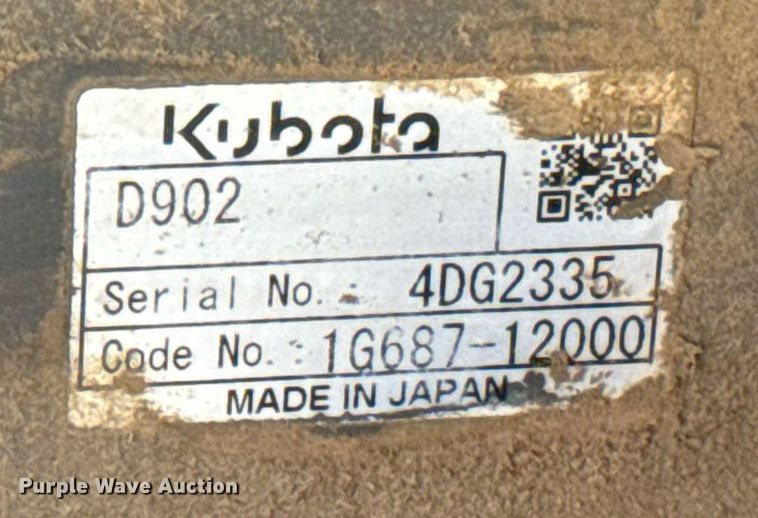 Kubota
D902
Serial No. : 4DG2335
Code No. : 1G687-12000
MADE IN JAPAN
Purple Wave Auction